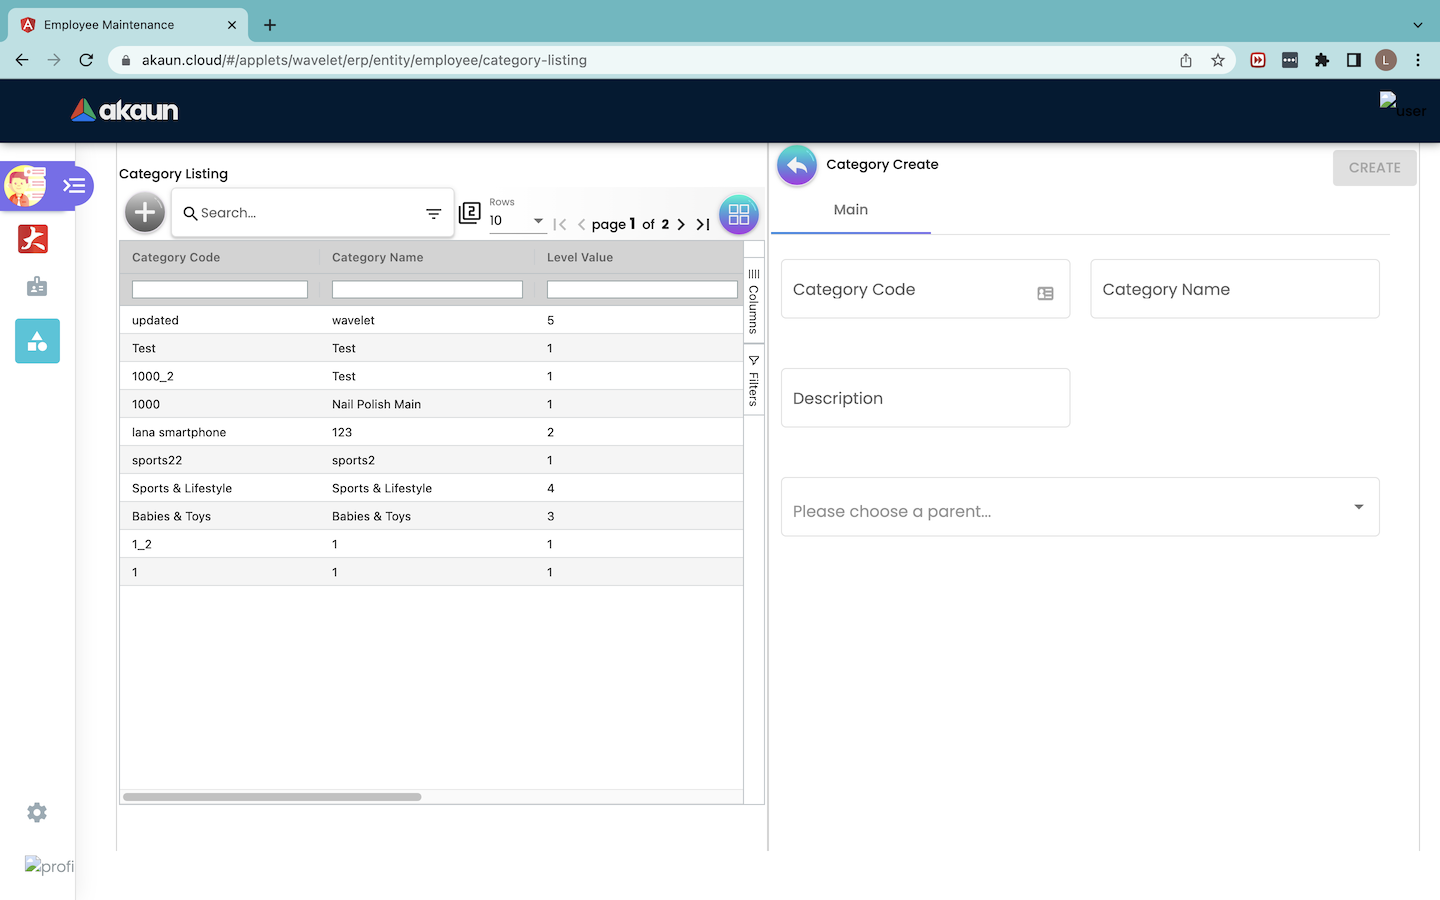 Employee Maintenance
akaun.cloud/#/applets/wavelet/erp/entity/employee/category-listing
L
akaun
user
Category Listing
Search...
2
Rows
10
page 1 of 2
Category Code Category Name Level Value
updated wavelet 5
Test Test 1
1000_2 Test 1
1000 Nail Polish Main 1
lana smartphone 123 2
sports22 sports2 1
Sports & Lifestyle Sports & Lifestyle 4
Babies & Toys Babies & Toys 3
1_2 1 1
1 1 1
Columns
Filters
Category Create
CREATE
Main
Category Code
Category Name
Description
Please choose a parent...
profi